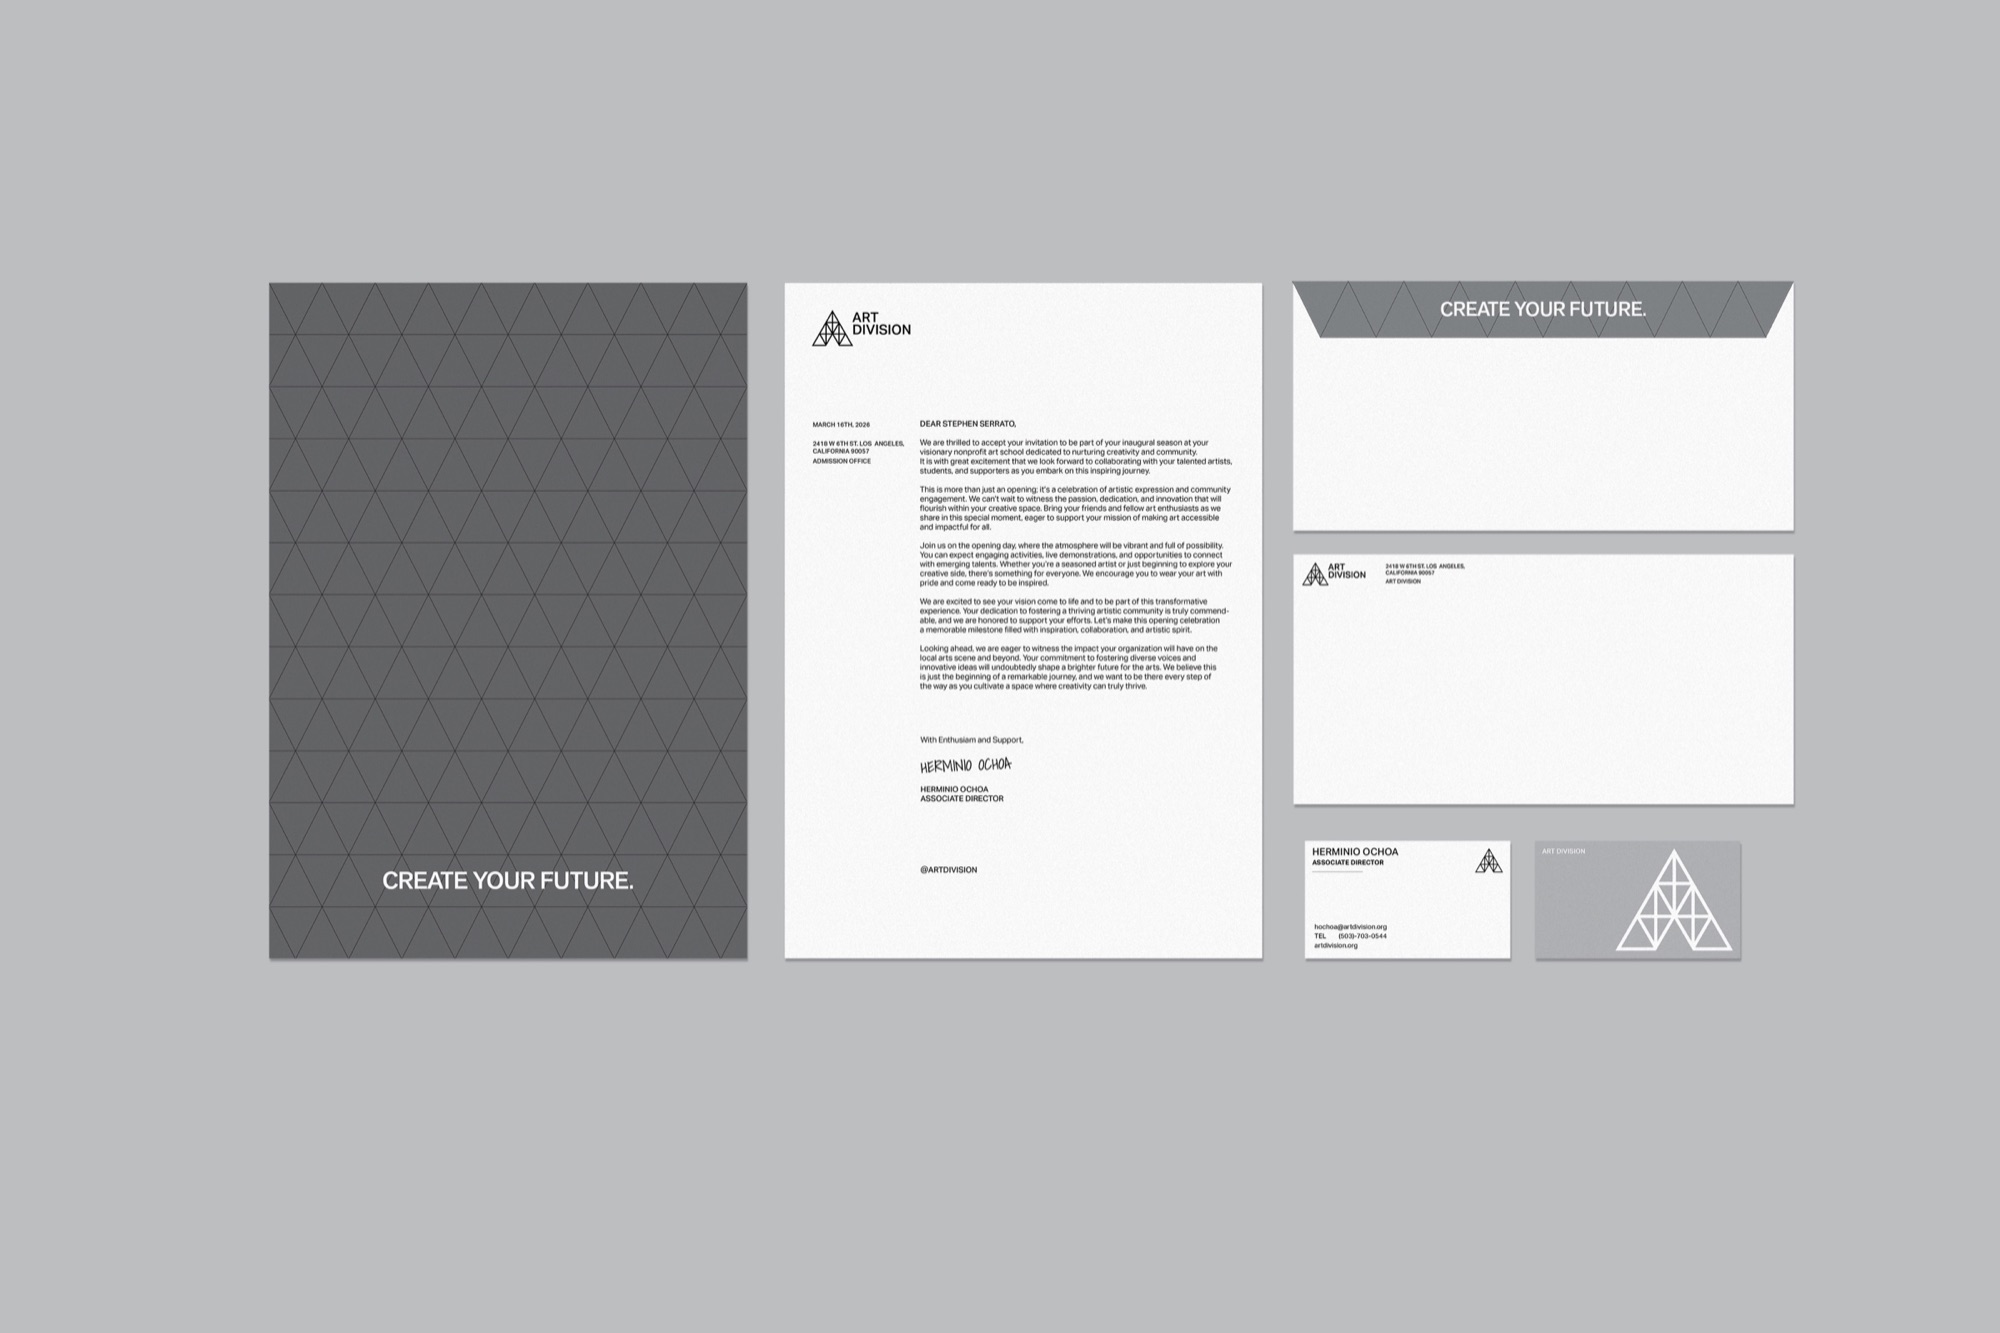 CREATE YOUR FUTURE.
ART
DIVISION
MARCH 16TH, 2026
2418 W 6TH ST. LOS ANGELES,
CALIFORNIA 90057
ADMISSION OFFICE
DEAR STEPHEN SERRATO,
We are thrilled to accept your invitation to be part of your inaugural season at your
visionary nonprofit art school dedicated to nurturing creativity and community.
It is with great excitement that we look forward to collaborating with your talented artists,
students, and supporters as you embark on this inspiring journey.
This is more than just an opening; it's a celebration of artistic expression and community
engagement. We can't wait to witness the passion, dedication, and innovation that will
flourish within your creative space. Bring your friends and fellow art enthusiasts as we
share in this special moment, eager to support your mission of making art accessible
and impactful for all.
Join us on the opening day, where the atmosphere will be vibrant and full of possibility.
You can expect engaging activities, live demonstrations, and opportunities to connect
with emerging talents. Whether you're a seasoned artist or just beginning to explore your
creative side, there's something for everyone. We encourage you to wear your art with
pride and come ready to be inspired.
We are excited to see your vision come to life and to be part of this transformative
experience. Your dedication to fostering a thriving artistic community is truly commend-
able, and we are honored to support your efforts. Let's make this opening celebration
a memorable milestone filled with inspiration, collaboration, and artistic spirit.
Looking ahead, we are eager to witness the impact your organization will have on the
local arts scene and beyond. Your commitment to fostering diverse voices and
innovative ideas will undoubtedly shape a brighter future for the arts. We believe this
is just the beginning of a remarkable journey, and we want to be there every step of
the way as you cultivate a space where creativity can truly thrive.
With Enthusiam and Support,
HERMINIO OCHOA
HERMINIO OCHOA
ASSOCIATE DIRECTOR
@ARTDIVISION
CREATE YOUR FUTURE.
ART
DIVISION
2418 W 6TH ST. LOS ANGELES,
CALIFORNIA 90057
ART DIVISION
HERMINIO OCHOA
ASSOCIATE DIRECTOR
hochoa@artdivision.org
TEL (503)-703-0544
artdivision.org
ART DIVISION